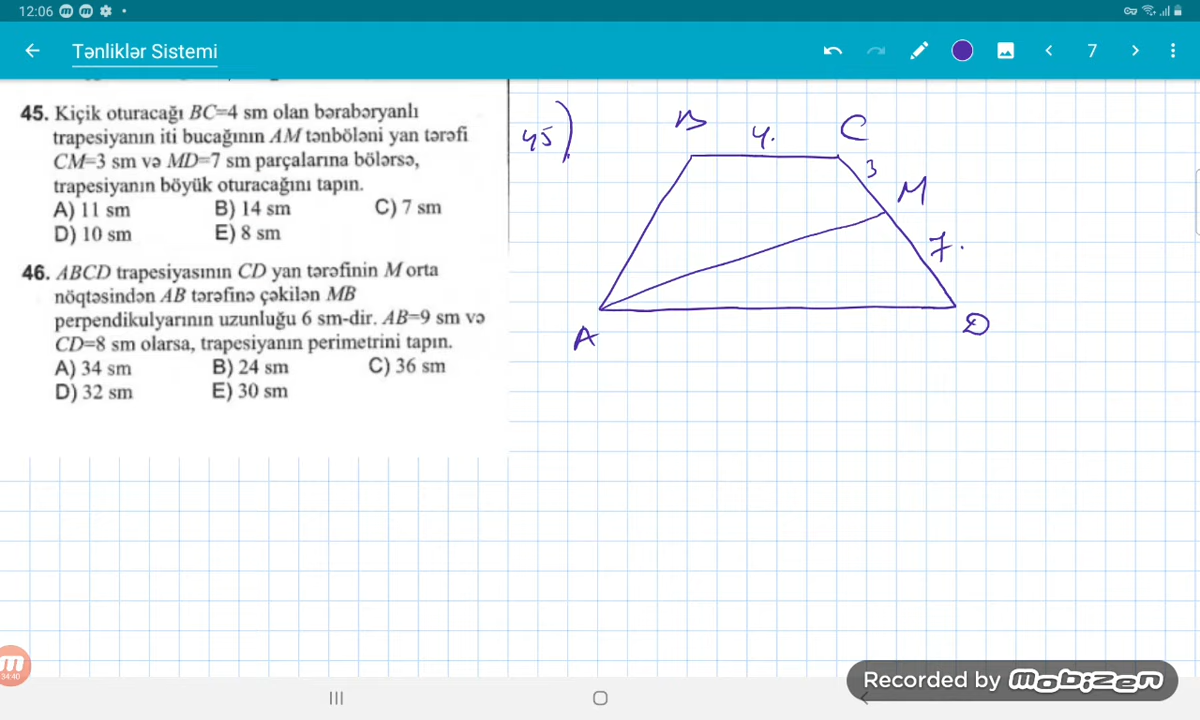 12:06
Tənliklər Sistemi
7
45. Kiçik oturacağı BC=4 sm olan bərabəryanlı
trapesiyanın iti bucağının AM tənböləni yan tərəfi
CM=3 sm və MD=7 sm parçalarına bölərsə,
trapesiyanın böyük oturacağını tapın.
A) 11 sm B) 14 sm C) 7 sm
D) 10 sm E) 8 sm
46. ABCD trapesiyasının CD yan tərəfinin M orta
nöqtəsindən AB tərəfinə çəkilən MB
perpendikulyarının uzunluğu 6 sm-dir. AB=9 sm və
CD=8 sm olarsa, trapesiyanın perimetrini tapın.
A) 34 sm B) 24 sm C) 36 sm
D) 32 sm E) 30 sm
45)
B 4. C
3
M
7.
A D
34:40
Recorded by mobizen